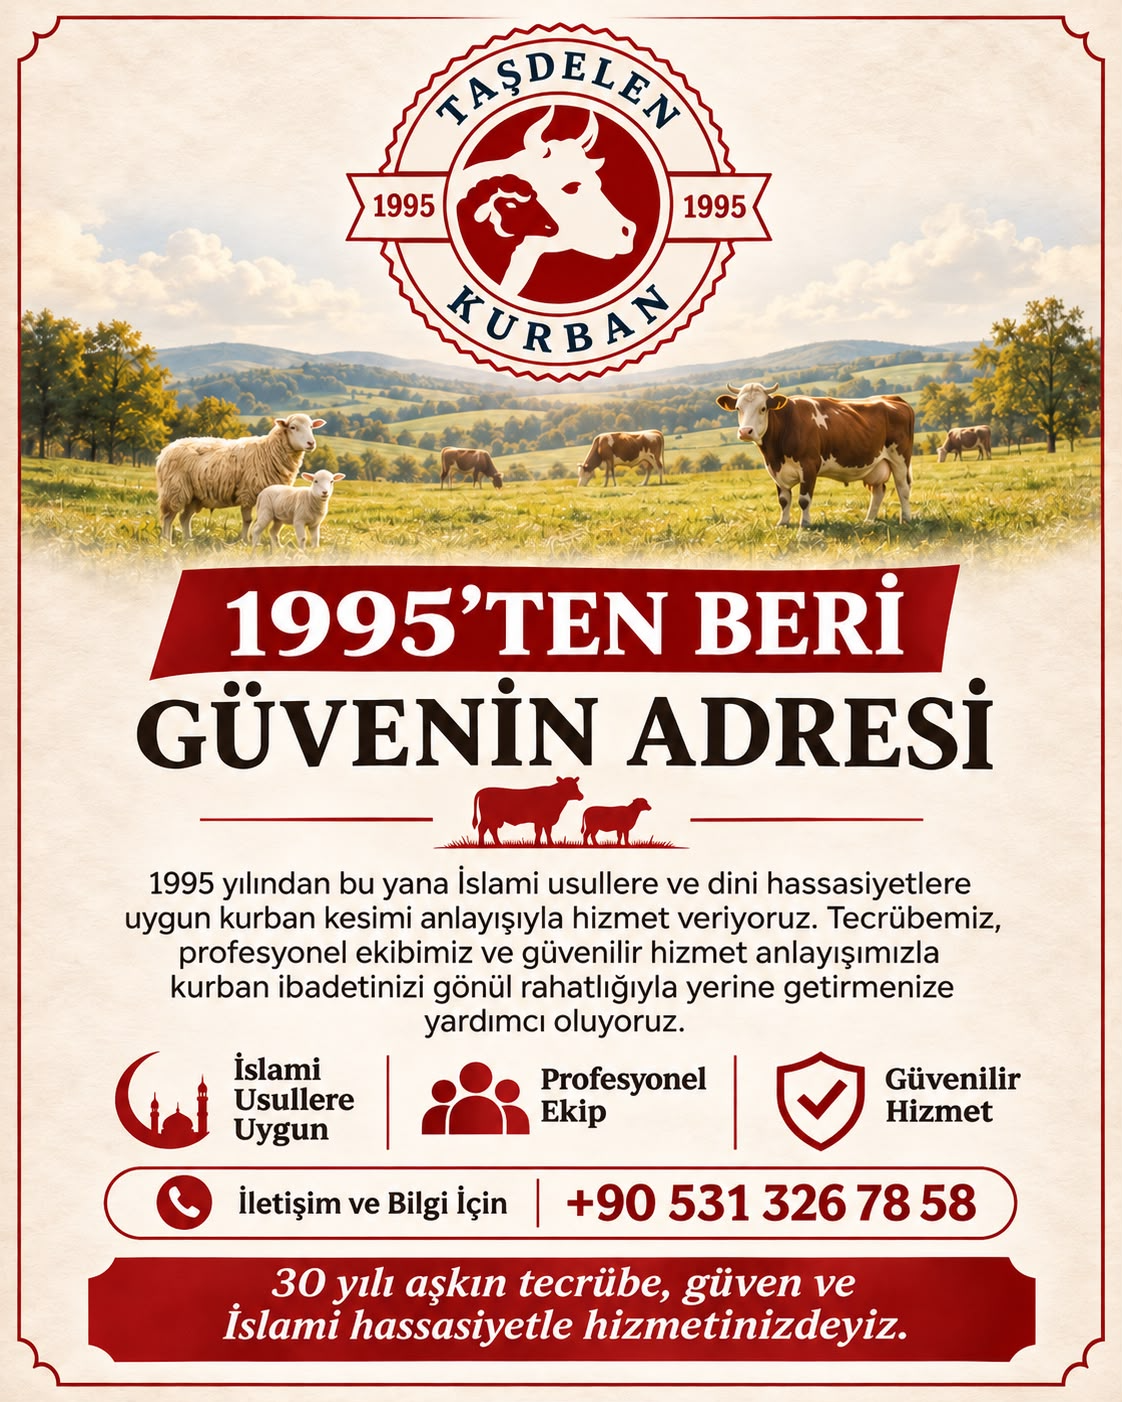 TAŞDELEN
1995 1995
KURBAN
1995’TEN BERİ
GÜVENİN ADRESİ
1995 yılından bu yana İslami usullere ve dini hassasiyetlere
uygun kurban kesimi anlayışıyla hizmet veriyoruz. Tecrübemiz,
profesyonel ekibimiz ve güvenilir hizmet anlayışımızla
kurban ibadetinizi gönül rahatlığıyla yerine getirmenize
yardımcı oluyoruz.
İslami
Usullere
Uygun
Profesyonel
Ekip
Güvenilir
Hizmet
İletişim ve Bilgi İçin
+90 531 326 78 58
30 yılı aşkın tecrübe, güven ve
İslami hassasiyetle hizmetinizdeyiz.